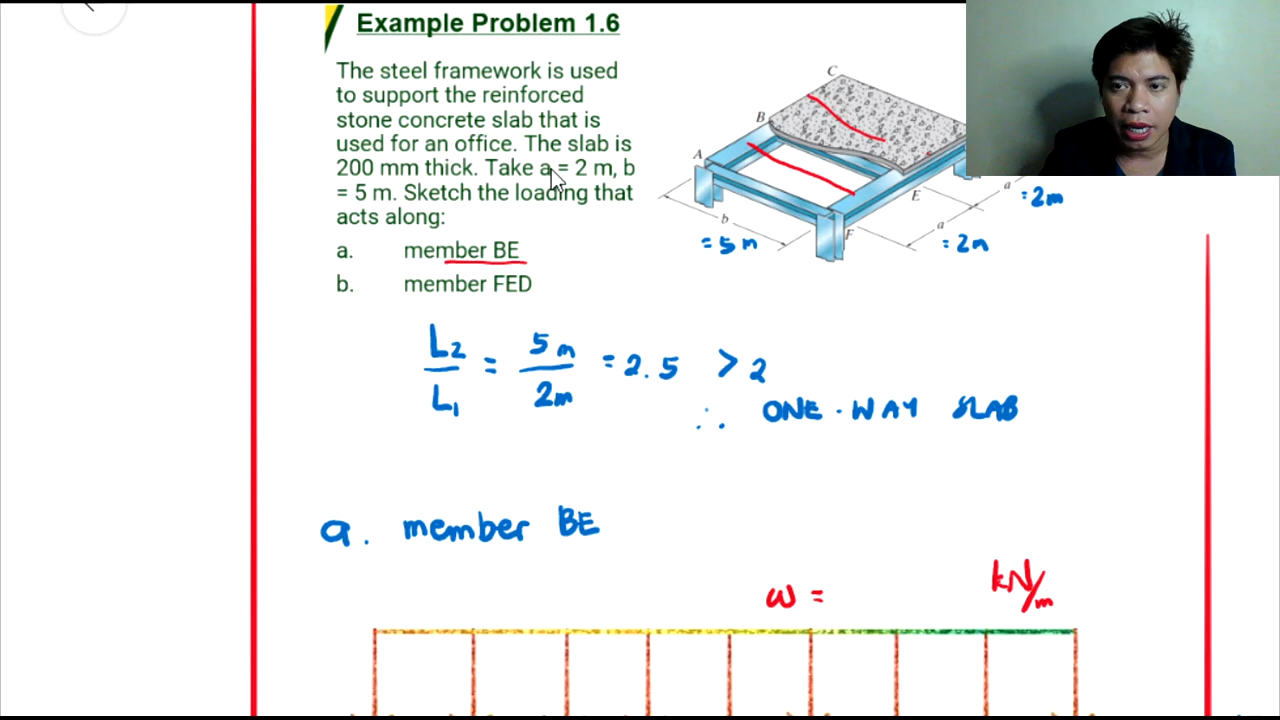 Example Problem 1.6
The steel framework is used
to support the reinforced
stone concrete slab that is
used for an office. The slab is
200 mm thick. Take a = 2 m, b
= 5 m. Sketch the loading that
acts along:
a. member BE
b. member FED
C
B
A
E
F
b
= 5 m
a
= 2m
a
= 2m
L2/L1 = 5m/2m = 2.5 > 2
∴ ONE-WAY SLAB
a. member BE
w = kN/m